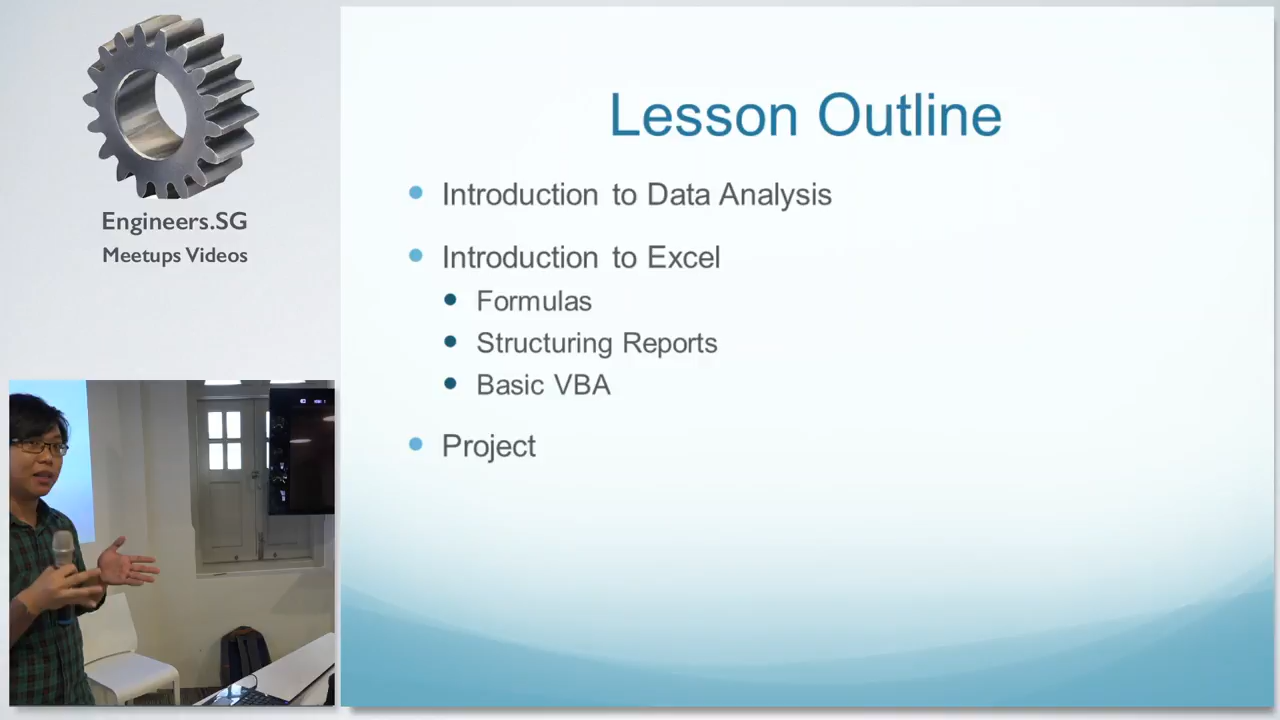 Engineers.SG
Meetups Videos
Lesson Outline
Introduction to Data Analysis
Introduction to Excel
Formulas
Structuring Reports
Basic VBA
Project